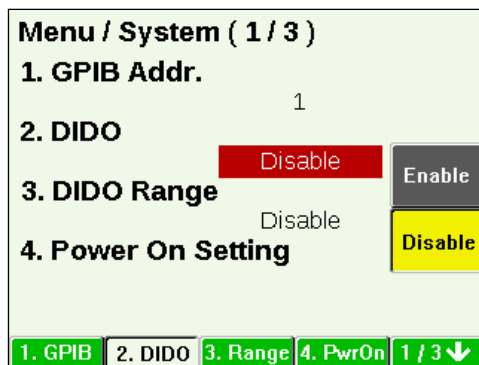 Menu / System ( 1 / 3 )
1. GPIB Addr.
1
2. DIDO
Disable
Enable
3. DIDO Range
Disable
Disable
4. Power On Setting
1. GPIB 2. DIDO 3. Range 4. PwrOn 1 / 3